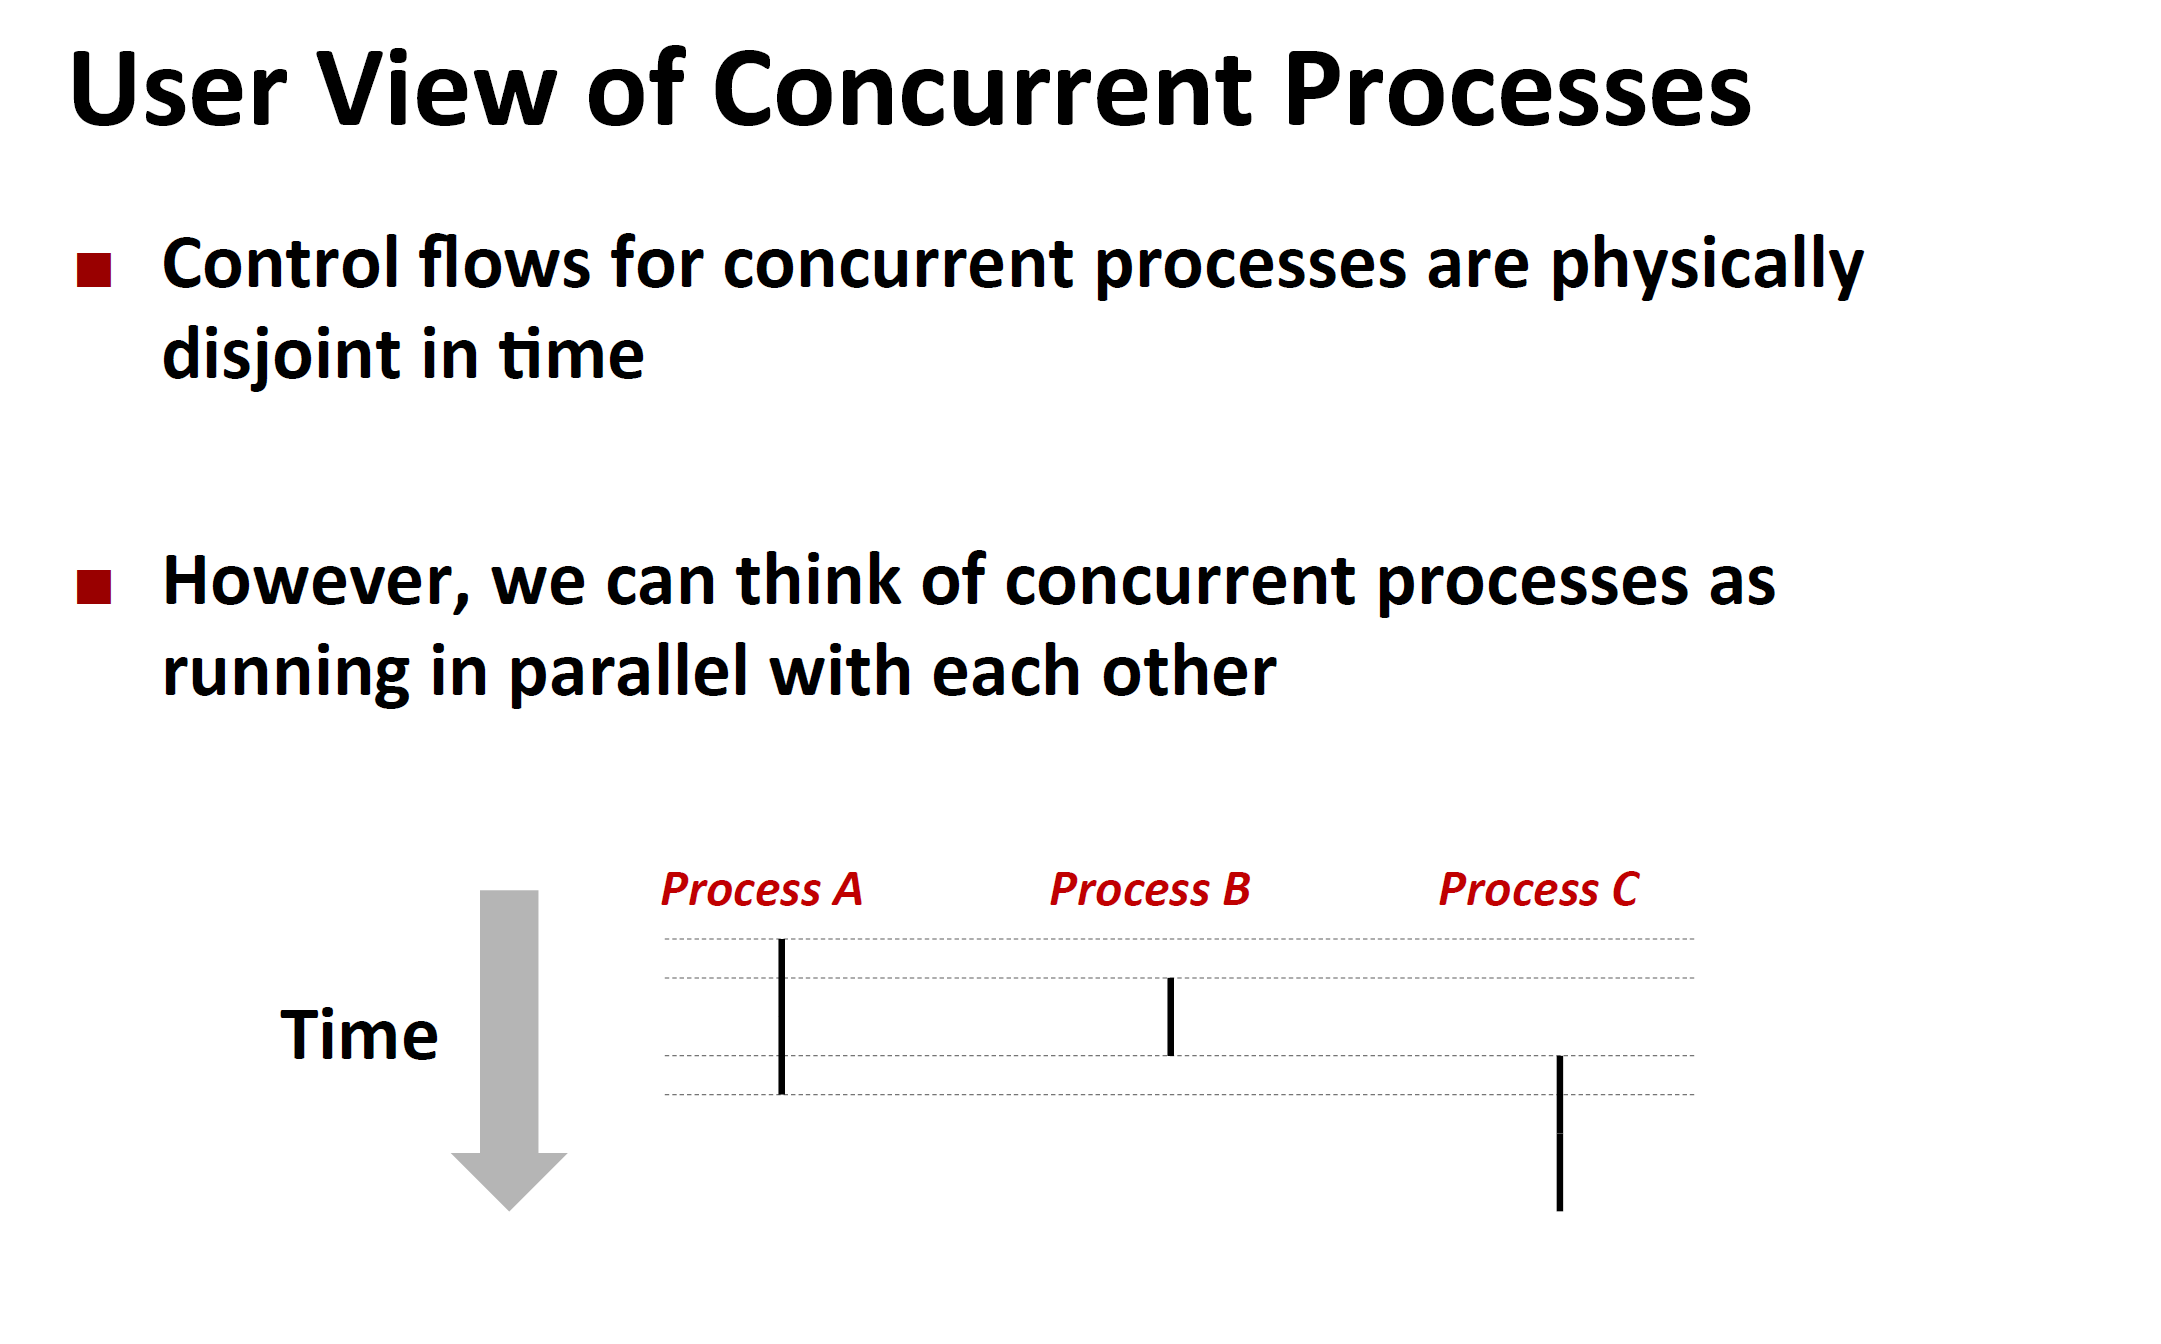 User View of Concurrent Processes
Control flows for concurrent processes are physically
disjoint in time
However, we can think of concurrent processes as
running in parallel with each other
Process A
Process B
Process C
Time